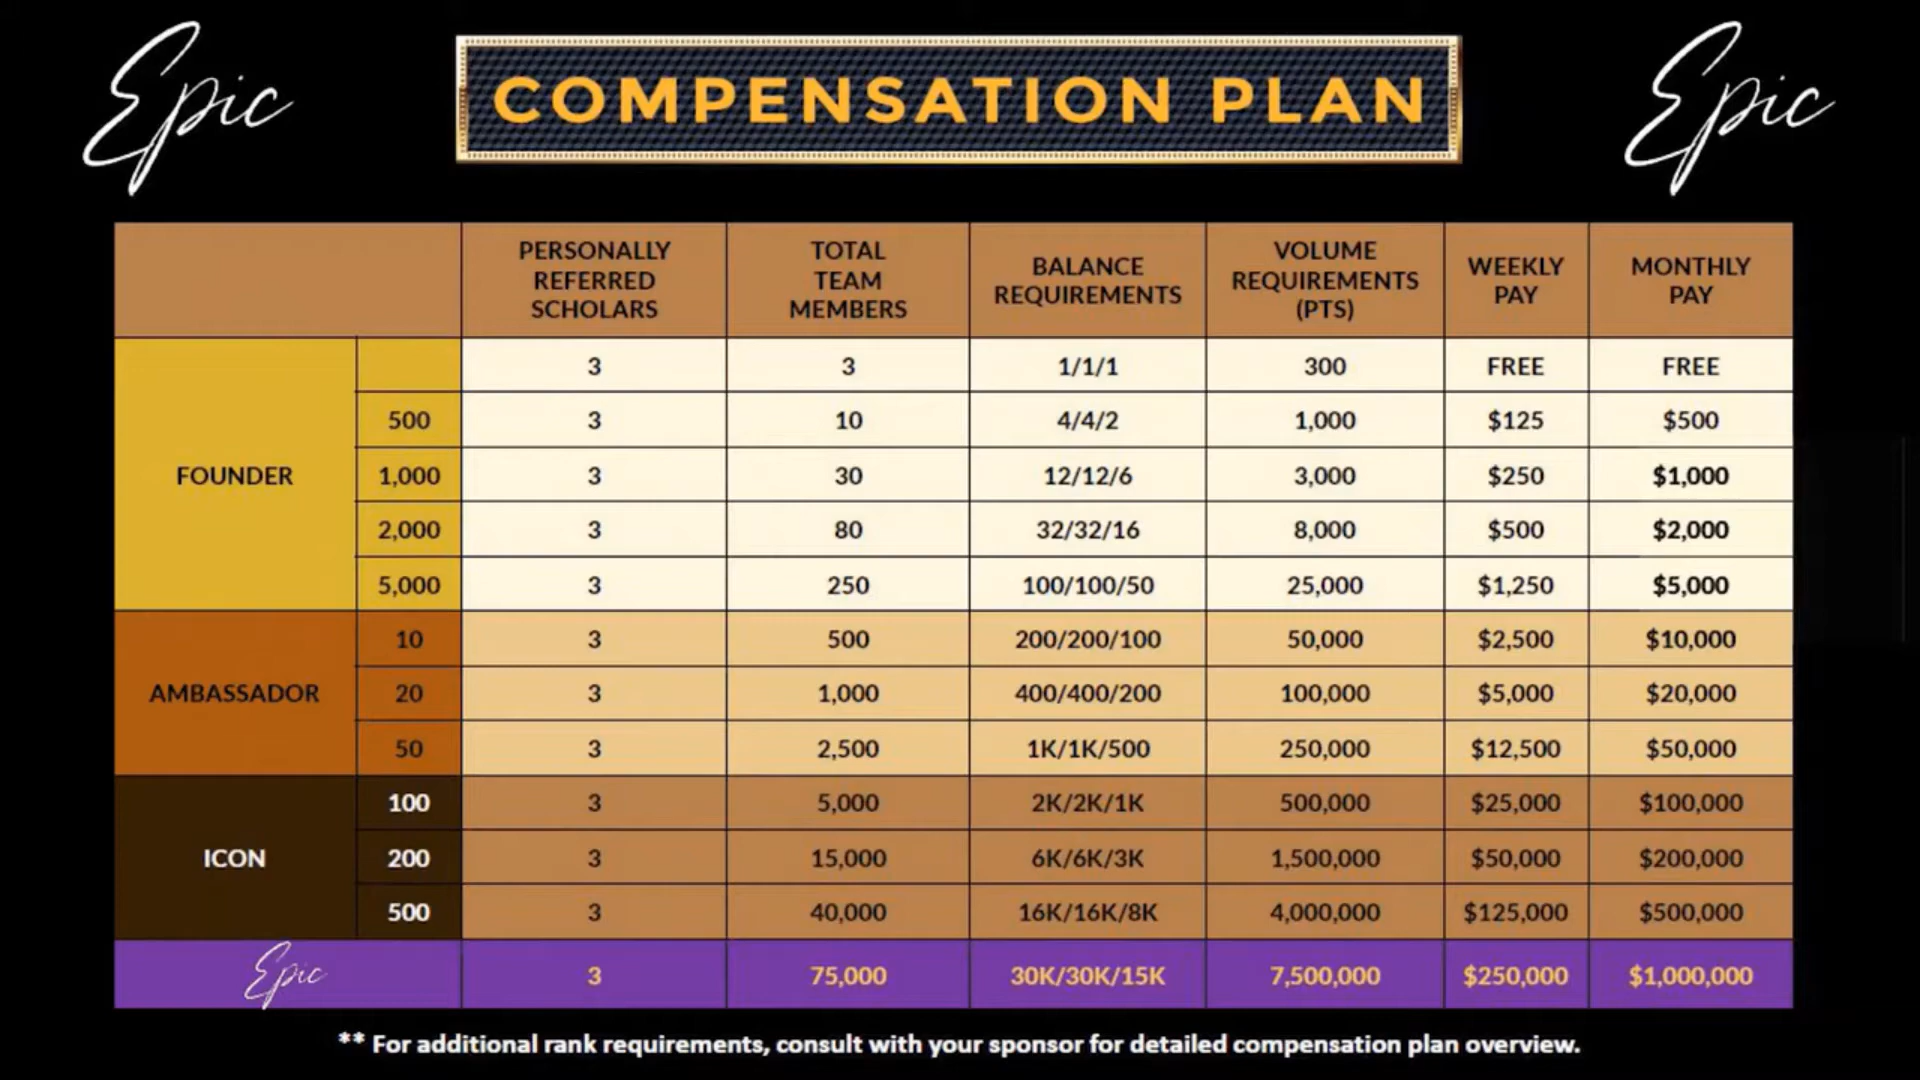 Epic
COMPENSATION PLAN
Epic
PERSONALLY REFERRED SCHOLARS TOTAL TEAM MEMBERS BALANCE REQUIREMENTS VOLUME REQUIREMENTS (PTS) WEEKLY PAY MONTHLY PAY
3 3 1/1/1 300 FREE FREE
500 3 10 4/4/2 1,000 $125 $500
FOUNDER 1,000 3 30 12/12/6 3,000 $250 $1,000
2,000 3 80 32/32/16 8,000 $500 $2,000
5,000 3 250 100/100/50 25,000 $1,250 $5,000
10 3 500 200/200/100 50,000 $2,500 $10,000
AMBASSADOR 20 3 1,000 400/400/200 100,000 $5,000 $20,000
50 3 2,500 1K/1K/500 250,000 $12,500 $50,000
100 3 5,000 2K/2K/1K 500,000 $25,000 $100,000
ICON 200 3 15,000 6K/6K/3K 1,500,000 $50,000 $200,000
500 3 40,000 16K/16K/8K 4,000,000 $125,000 $500,000
Epic 3 75,000 30K/30K/15K 7,500,000 $250,000 $1,000,000
** For additional rank requirements, consult with your sponsor for detailed compensation plan overview.